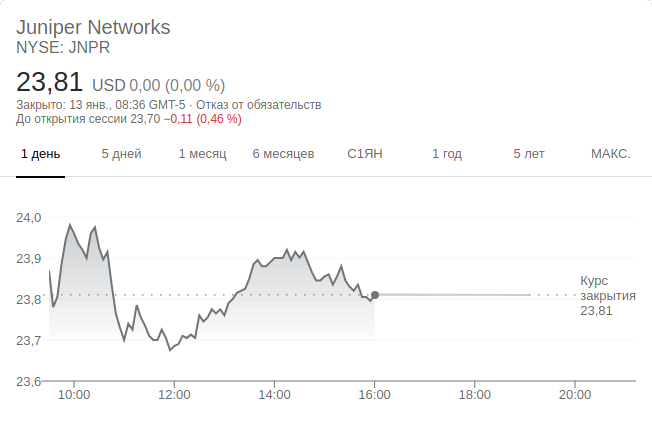 Juniper Networks
NYSE: JNPR
23,81 USD 0,00 (0,00 %)
Закрыто: 13 янв., 08:36 GMT-5 · Отказ от обязательств
До открытия сессии 23,70 −0,11 (0,46 %)
1 день 5 дней 1 месяц 6 месяцев С1ЯН 1 год 5 лет МАКС.
24,0
23,9
23,8
23,7
23,6
Курс
закрытия
23,81
10:00 12:00 14:00 16:00 18:00 20:00